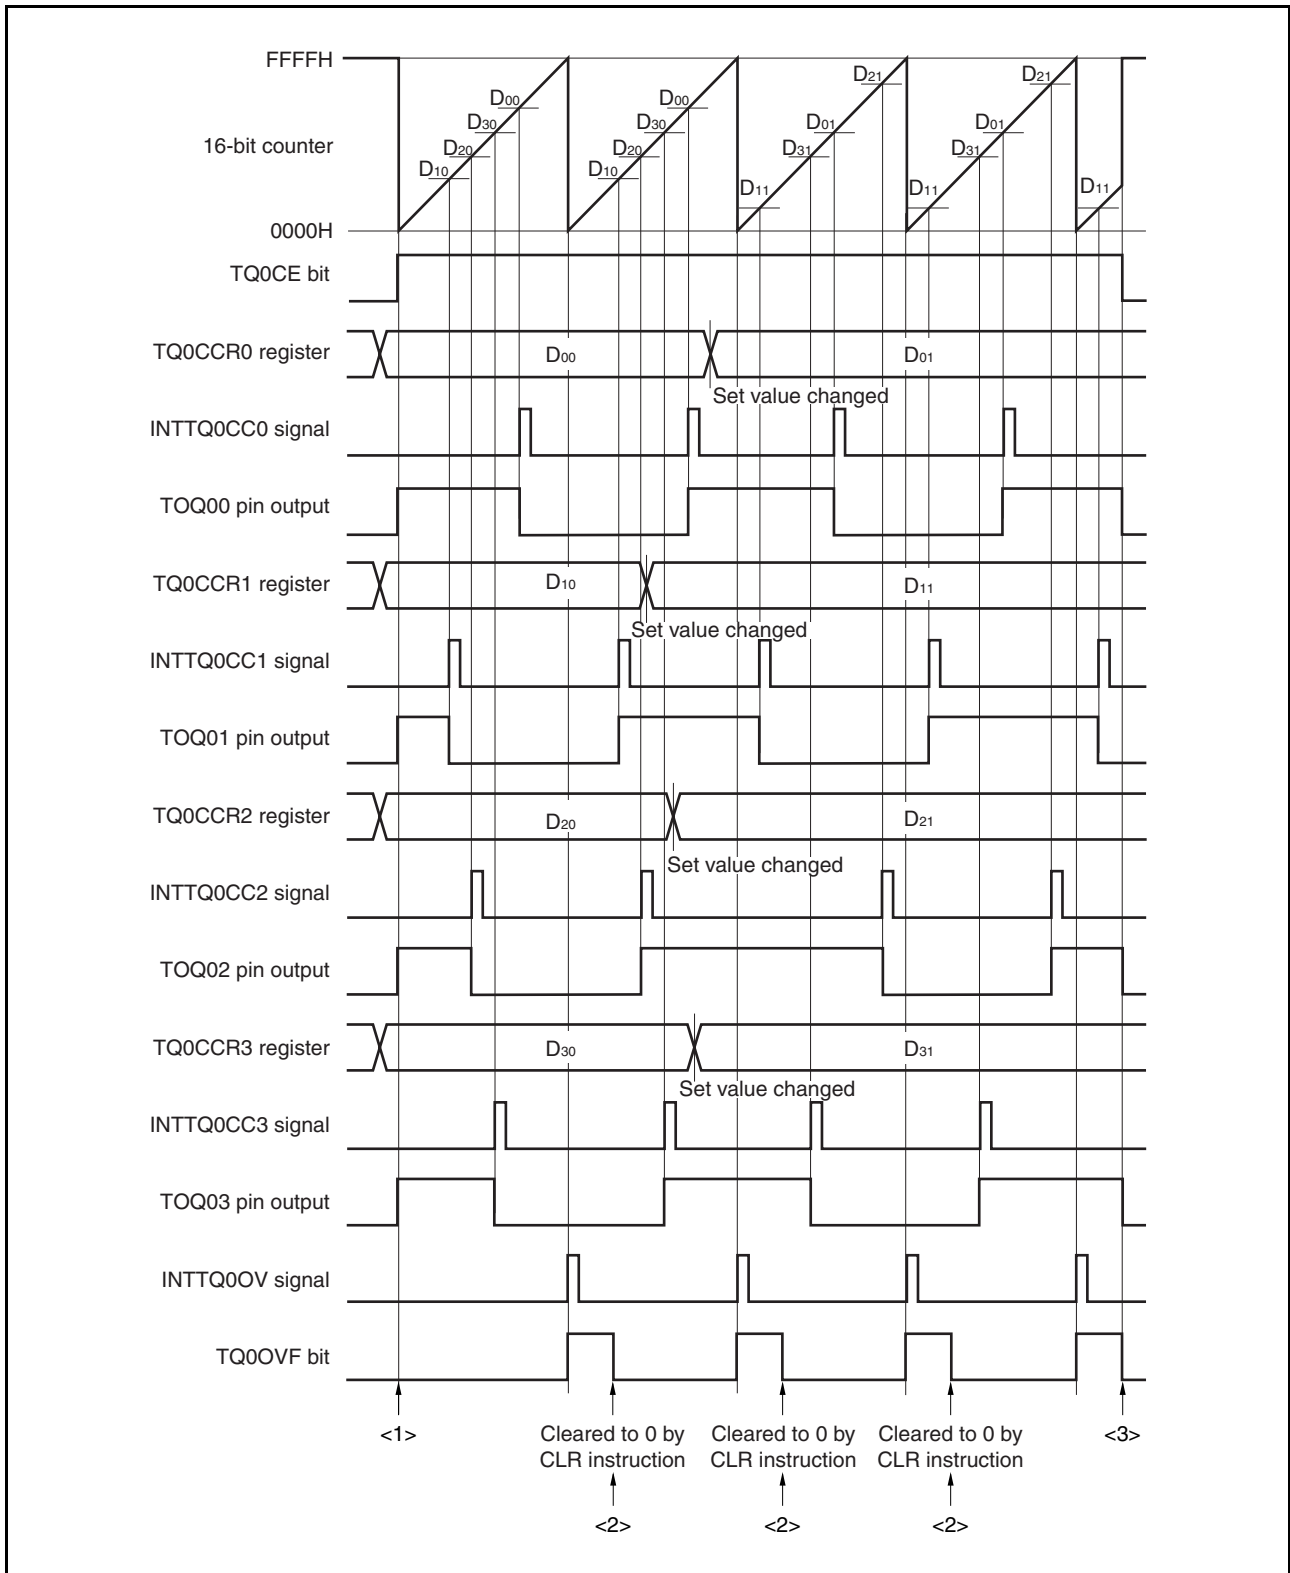 FFFFH
16-bit counter
0000H
D10
D20
D30
D00
D10
D20
D30
D00
D11
D31
D01
D21
D11
D31
D01
D21
D11
TQ0CE bit
TQ0CCR0 register
D00
D01
Set value changed
INTTQ0CC0 signal
TOQ00 pin output
TQ0CCR1 register
D10
D11
Set value changed
INTTQ0CC1 signal
TOQ01 pin output
TQ0CCR2 register
D20
D21
Set value changed
INTTQ0CC2 signal
TOQ02 pin output
TQ0CCR3 register
D30
D31
Set value changed
INTTQ0CC3 signal
TOQ03 pin output
INTTQ0OV signal
TQ0OVF bit
<1>
Cleared to 0 by
CLR instruction
<2>
Cleared to 0 by
CLR instruction
<2>
Cleared to 0 by
CLR instruction
<2>
<3>